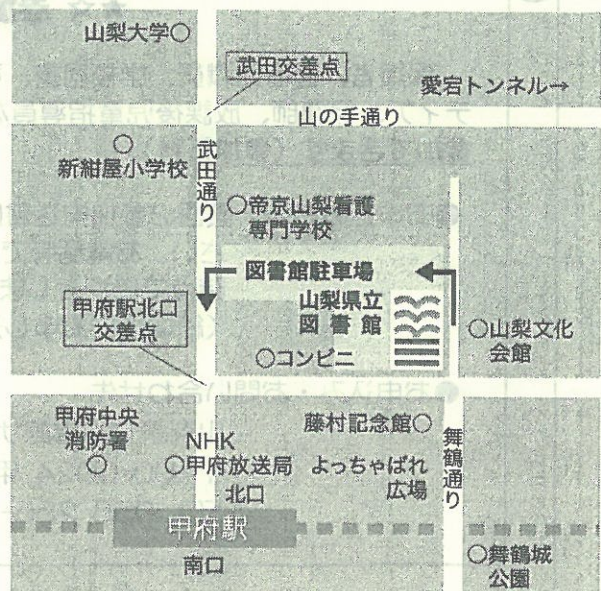 山梨大学
武田交差点
愛宕トンネル→
山の手通り
新紺屋小学校
武田通り
帝京山梨看護
専門学校
図書館駐車場
山梨県立
図書館
甲府駅北口
交差点
コンビニ
山梨文化
会館
甲府中央
消防署
NHK
甲府放送局
北口
藤村記念館
よっちゃばれ
広場
舞鶴通り
甲府駅
南口
舞鶴城
公園